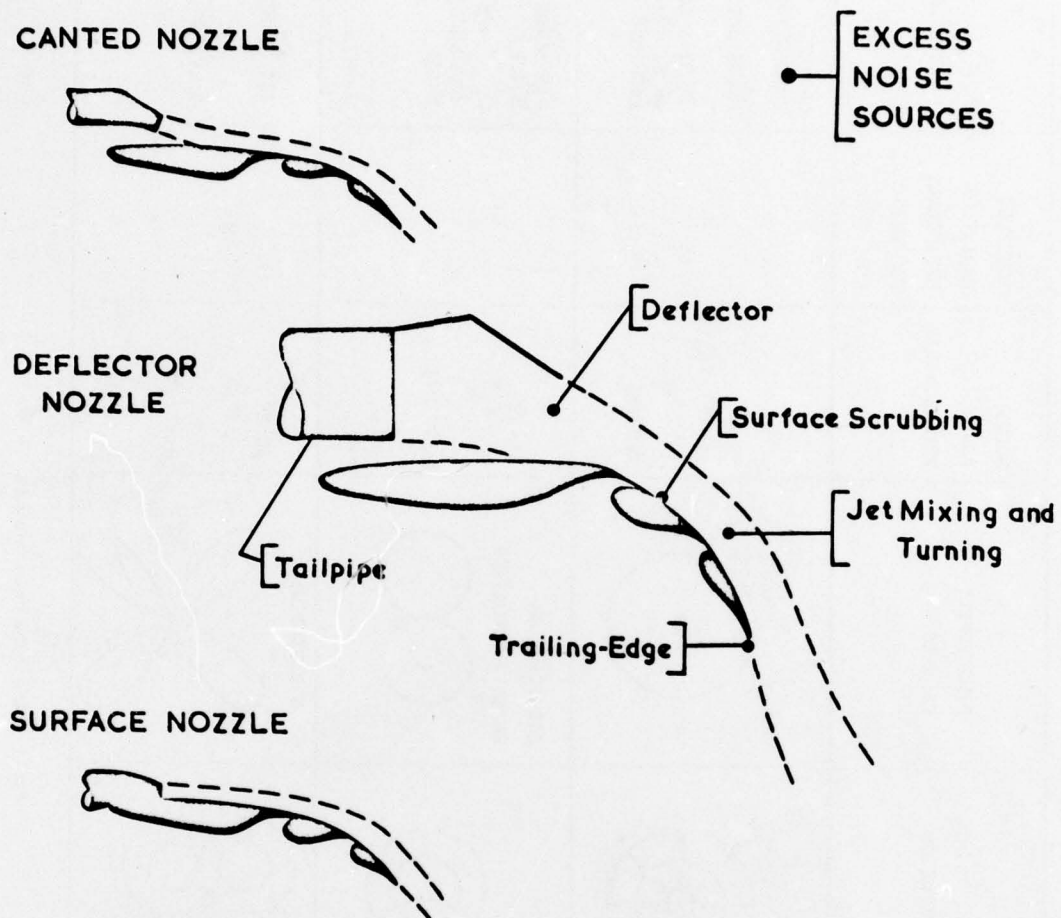 CANTED NOZZLE
EXCESS
NOISE
SOURCES
Deflector
DEFLECTOR
NOZZLE
Surface Scrubbing
Jet Mixing and
Turning
Tailpipe
Trailing-Edge
SURFACE NOZZLE